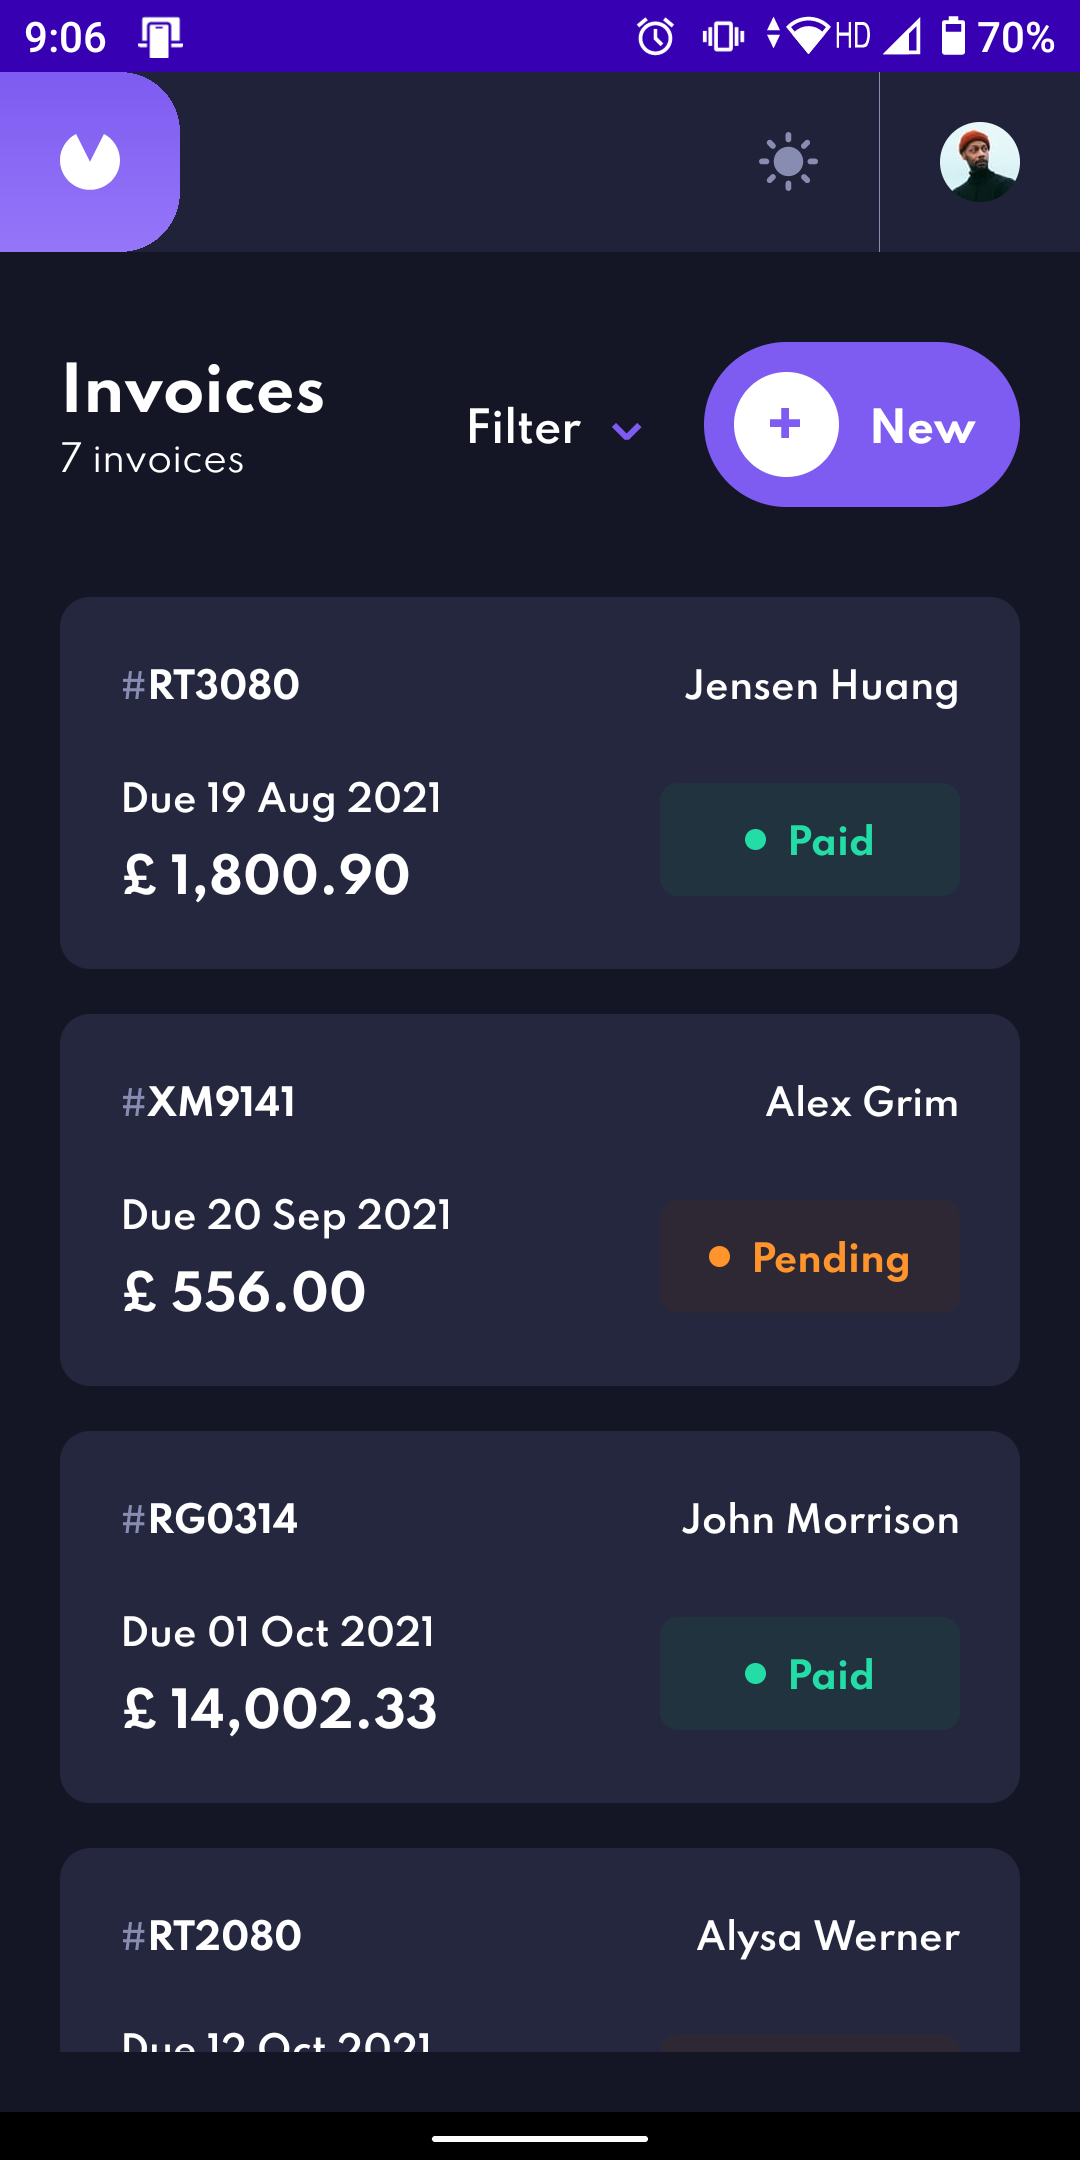 9:06 HD 70%
Invoices
7 invoices
Filter
+ New
#RT3080 Jensen Huang
Due 19 Aug 2021
£ 1,800.90 Paid
#XM9141 Alex Grim
Due 20 Sep 2021
£ 556.00 Pending
#RG0314 John Morrison
Due 01 Oct 2021
£ 14,002.33 Paid
#RT2080 Alysa Werner
Due 12 Oct 2021